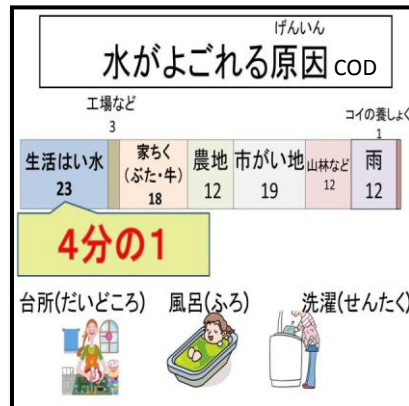 げんいん
水がよごれる原因 COD
工場など
3
コイの養しょく
1
生活はい水
23
家ちく
(ぶた・牛)
18
農地
12
市がい地
19
山林など
12
雨
12
4分の1
台所(だいどころ) 風呂(ふろ) 洗濯(せんたく)